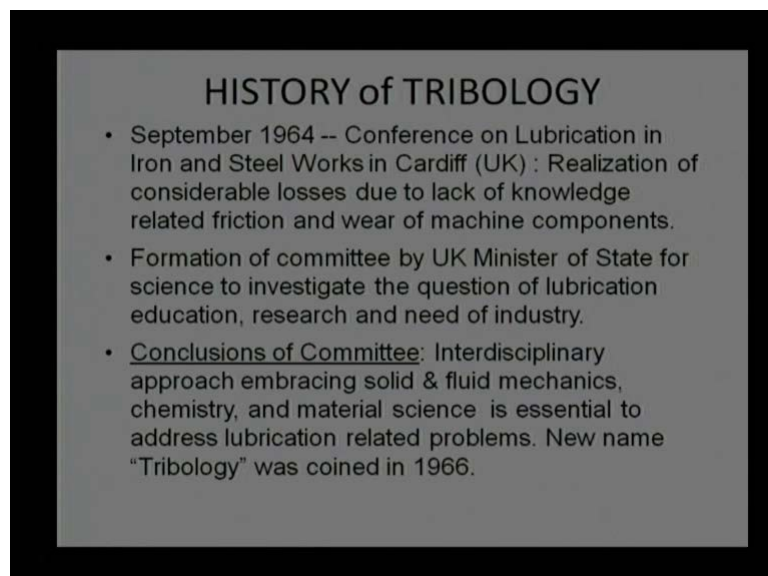 HISTORY of TRIBOLOGY
• September 1964 -- Conference on Lubrication in
Iron and Steel Works in Cardiff (UK) : Realization of
considerable losses due to lack of knowledge
related friction and wear of machine components.
• Formation of committee by UK Minister of State for
science to investigate the question of lubrication
education, research and need of industry.
• Conclusions of Committee: Interdisciplinary
approach embracing solid & fluid mechanics,
chemistry, and material science is essential to
address lubrication related problems. New name
“Tribology” was coined in 1966.